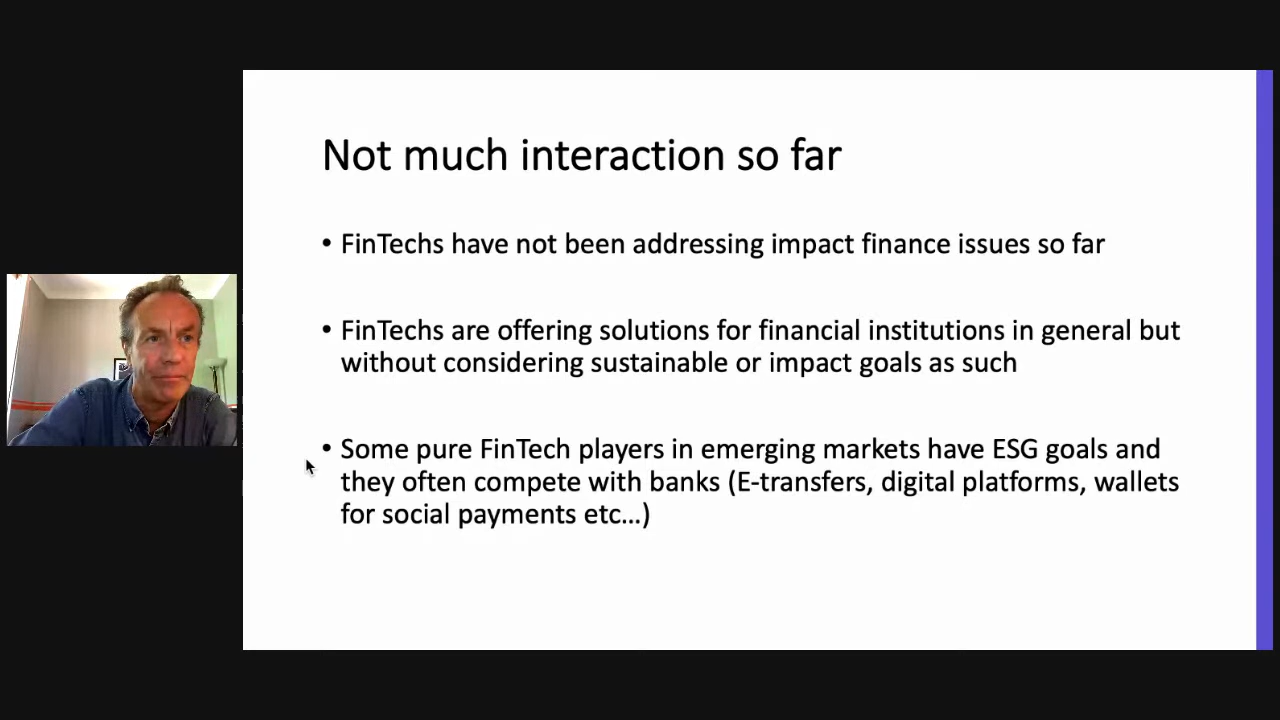 Not much interaction so far
• FinTechs have not been addressing impact finance issues so far
• FinTechs are offering solutions for financial institutions in general but
without considering sustainable or impact goals as such
• Some pure FinTech players in emerging markets have ESG goals and
they often compete with banks (E-transfers, digital platforms, wallets
for social payments etc…)